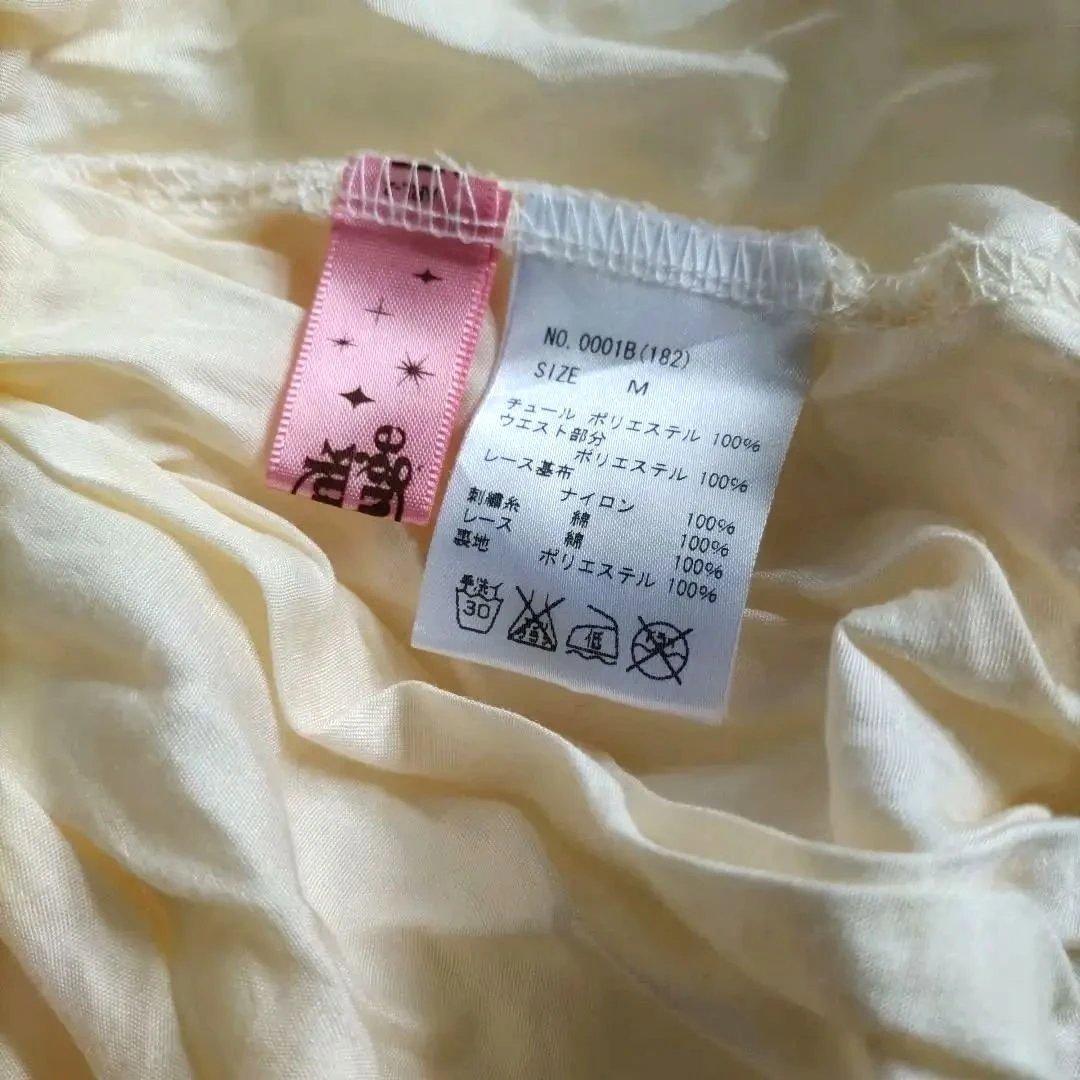 NO.0001B(182)
SIZE M
チュール ポリエステル 100%
ウエスト部分
ポリエステル 100%
レース基布
ナイロン 100%
刺繍糸 綿 100%
レース 綿 100%
裏地 ポリエステル 100%
手洗イ
30
低